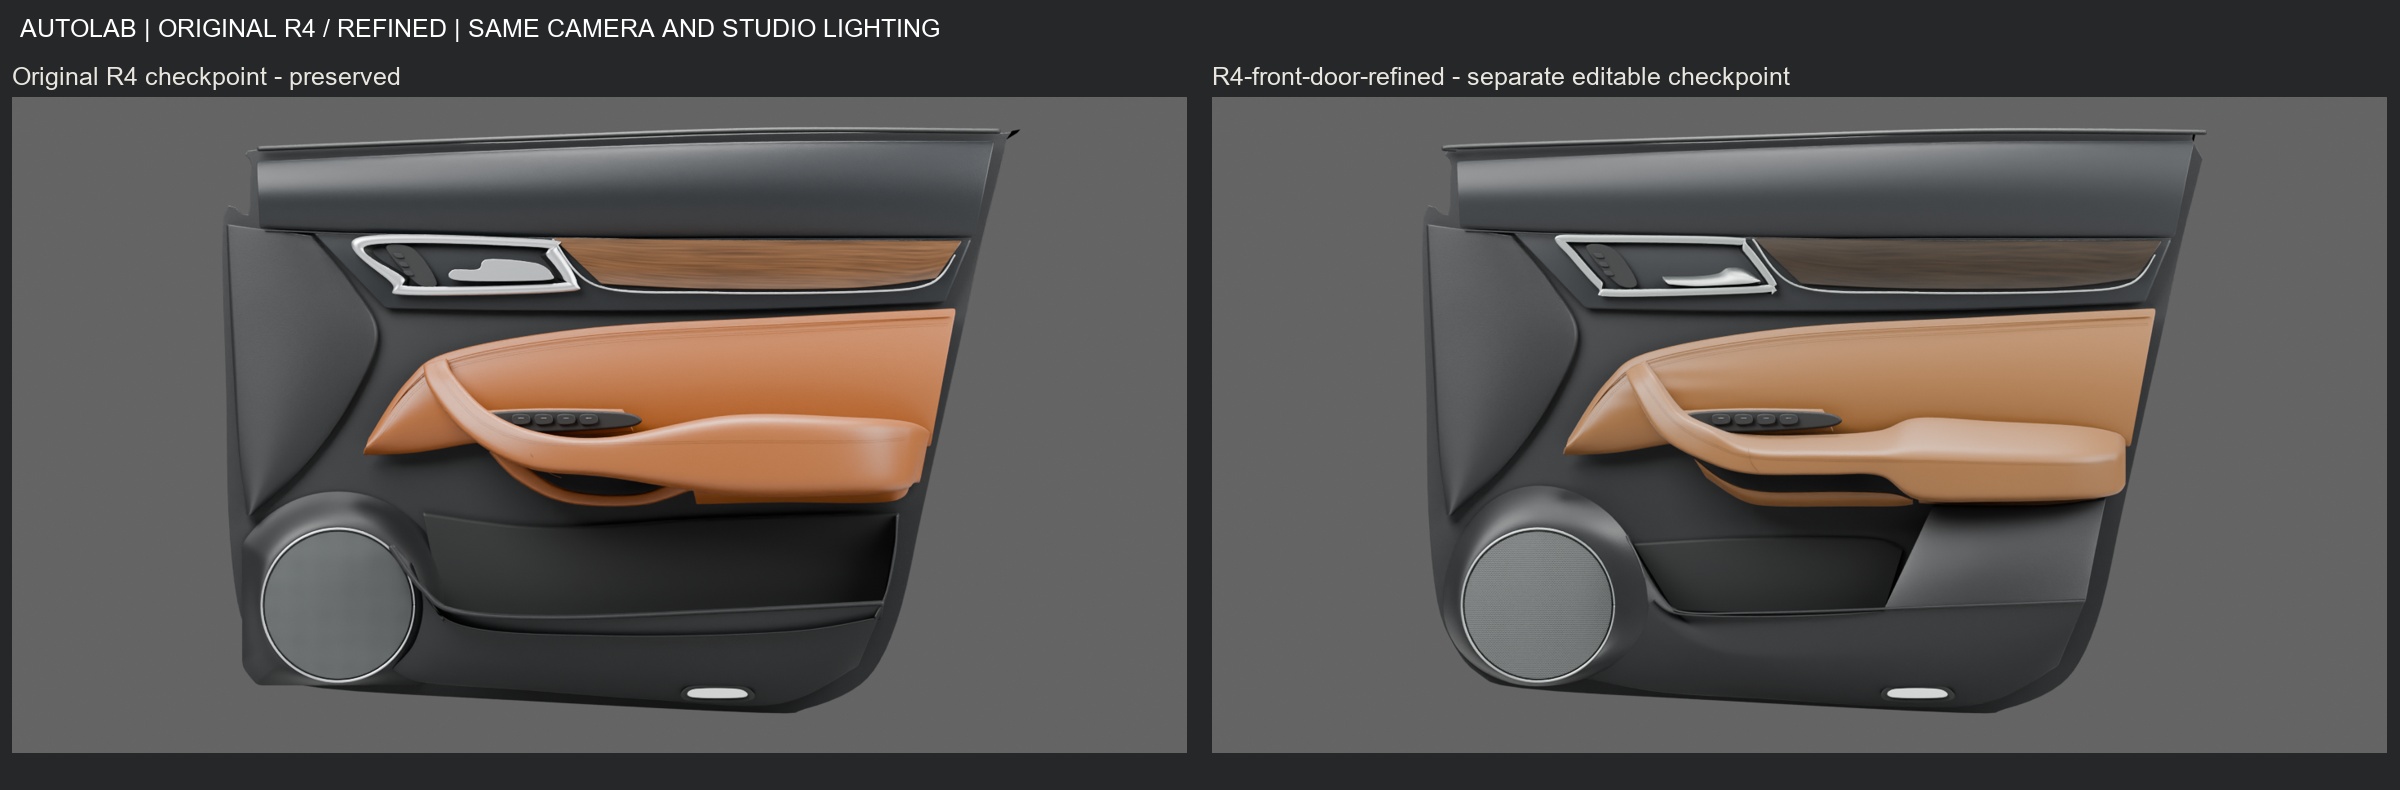 AUTOLAB | ORIGINAL R4 / REFINED | SAME CAMERA AND STUDIO LIGHTING
Original R4 checkpoint - preserved
R4-front-door-refined - separate editable checkpoint